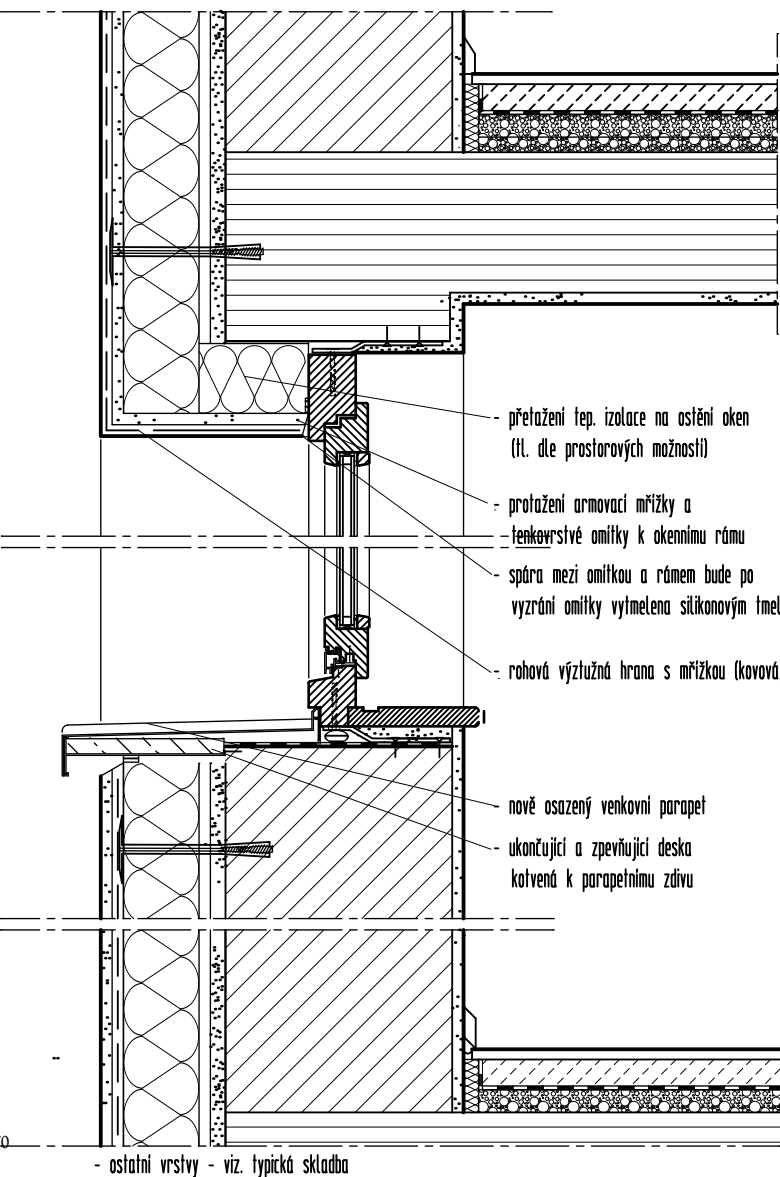 - přetažení tep. izolace na ostění oken
(tl. dle prostorových možností)
- protažení armovací mřížky a
tenkovrstvé omítky k okennímu rámu
- spára mezi omítkou a rámem bude po
vyzrání omítky vytmelena silikonovým tmel
- rohová výztužná hrana s mřížkou (kovová
- nově osazený venkovní parapet
- ukončující a zpevňující deska
kotvená k parapetnímu zdivu
- ostatní vrstvy - viz. typická skladba